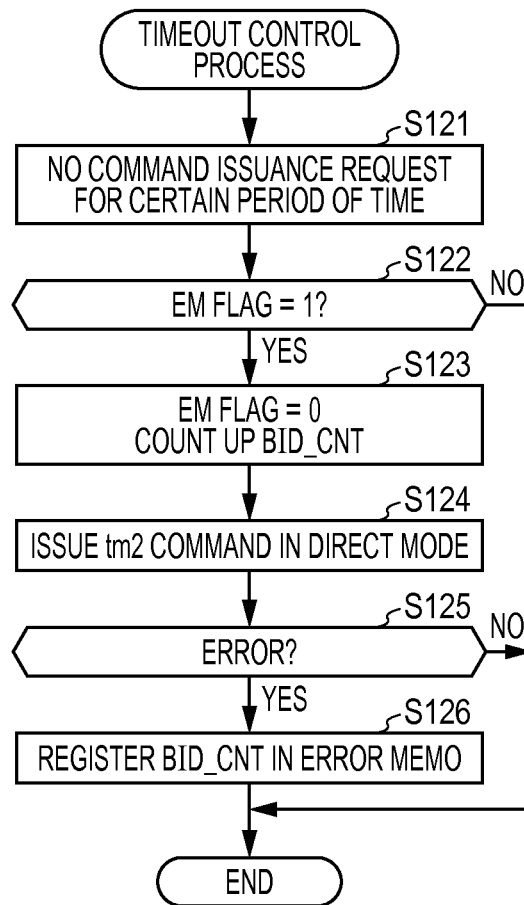 TIMEOUT CONTROL
PROCESS
S121
NO COMMAND ISSUANCE REQUEST
FOR CERTAIN PERIOD OF TIME
S122
EM FLAG = 1?
NO
YES
S123
EM FLAG = 0
COUNT UP BID_CNT
S124
ISSUE tm2 COMMAND IN DIRECT MODE
S125
ERROR?
NO
YES
S126
REGISTER BID_CNT IN ERROR MEMO
END